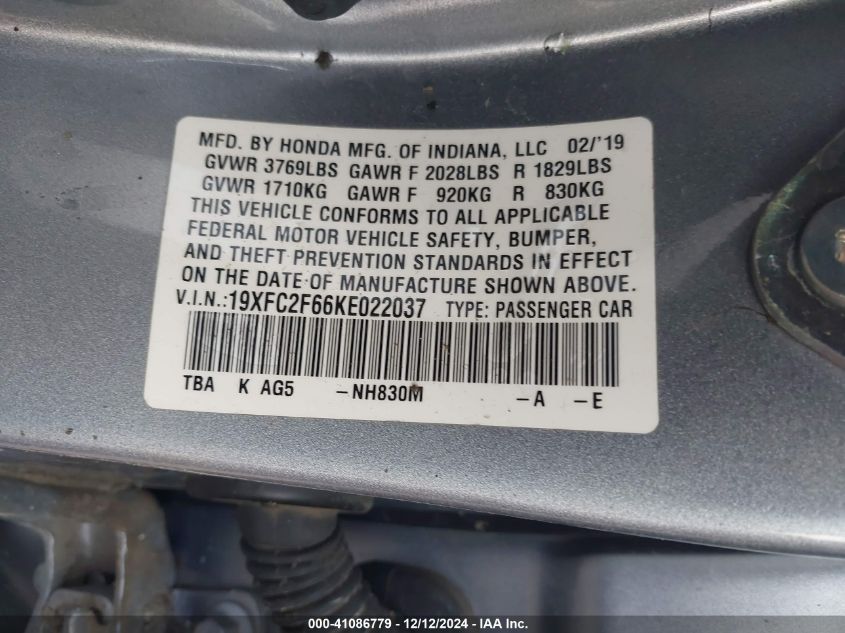 MFD. BY HONDA MFG. OF INDIANA, LLC 02/'19
GVWR 3769LBS GAWR F 2028LBS R 1829LBS
GVWR 1710KG GAWR F 920KG R 830KG
THIS VEHICLE CONFORMS TO ALL APPLICABLE
FEDERAL MOTOR VEHICLE SAFETY, BUMPER,
AND THEFT PREVENTION STANDARDS IN EFFECT
ON THE DATE OF MANUFACTURE SHOWN ABOVE.
V.I.N.:19XFC2F66KE022037 TYPE: PASSENGER CAR
TBA K AG5 -NH830M -A -E
000-41086779 - 12/12/2024 - IAA Inc.